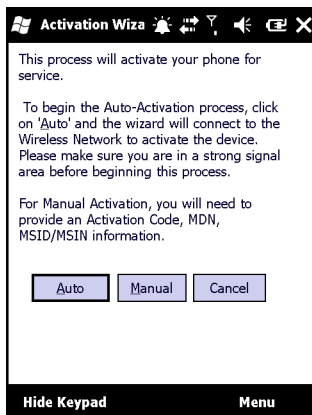 Activation Wiza
This process will activate your phone for
service.
To begin the Auto-Activation process, click
on 'Auto' and the wizard will connect to the
Wireless Network to activate the device.
Please make sure you are in a strong signal
area before beginning this process.
For Manual Activation, you will need to
provide an Activation Code, MDN,
MSID/MSIN information.
Auto Manual Cancel
Hide Keypad Menu